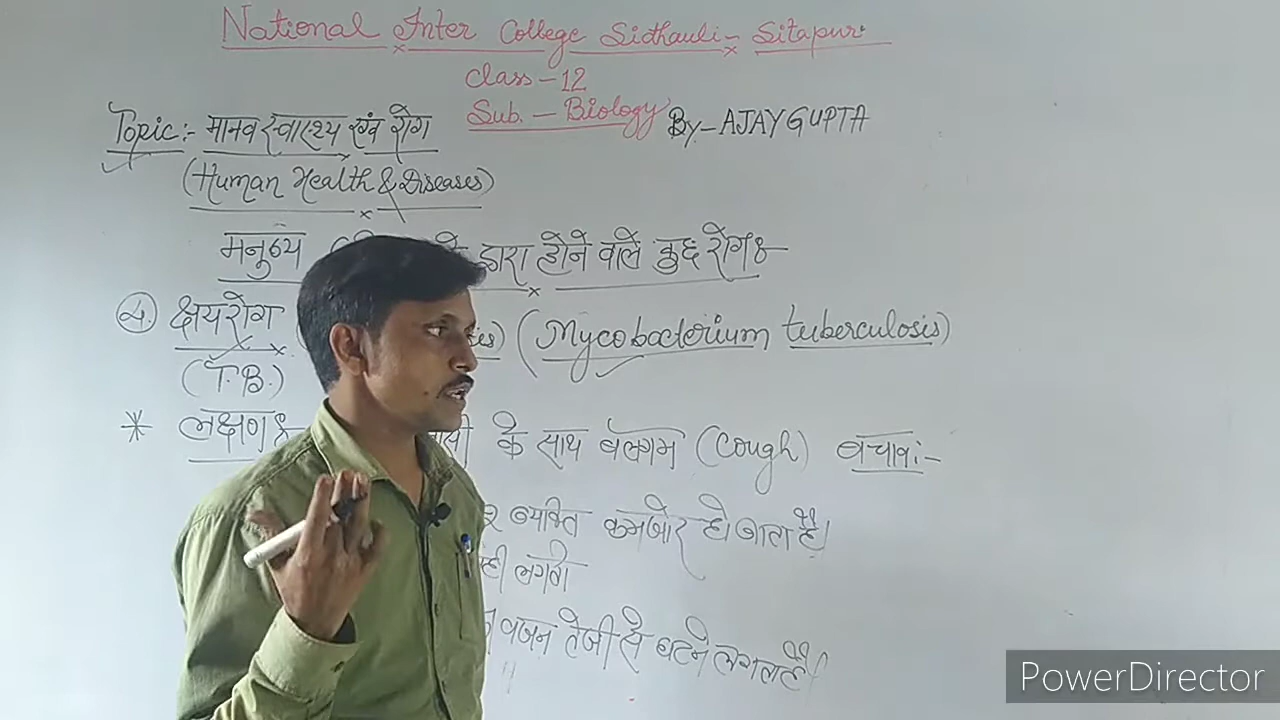 National Inter College Sidhauli - Sitapur
Class - 12
Sub. - Biology By:- AJAY GUPTA
Topic:- मानव स्वास्थ्य एवं रोग
(Human Health & Diseases)
मनुष्य द्वारा होने वाले कुछ रोग
क्षयरोग (Mycobacterium tuberculosis)
(T.B.)
* लक्षण के साथ बलगम (Cough) बचाव:-
व्यक्ति कमजोर हो जाता है।
लगती
वजन तेजी से घटने लगता है।
PowerDirector